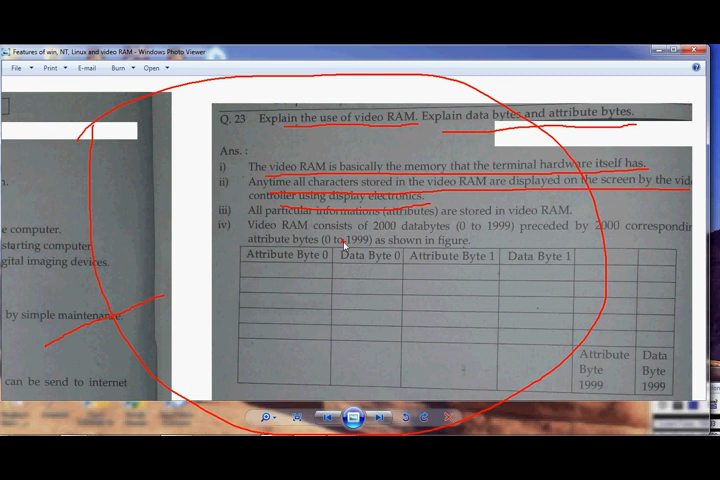 Features of win, NT, Linux and video RAM - Windows Photo Viewer
File Print E-mail Burn Open
Q. 23 Explain the use of video RAM. Explain data bytes and attribute bytes.
Ans. :
i) The video RAM is basically the memory that the terminal hardware itself has.
ii) Anytime all characters stored in the video RAM are displayed on the screen by the vid
controller using display electronics.
iii) All particular informations (attributes) are stored in video RAM.
iv) Video RAM consists of 2000 databytes (0 to 1999) preceded by 2000 correspondin
attribute bytes (0 to 1999) as shown in figure.
Attribute Byte 0 Data Byte 0 Attribute Byte 1 Data Byte 1
Attribute Data
Byte Byte
1999 1999
e computer.
starting computer.
gital imaging devices.
by simple maintenance.
can be send to internet